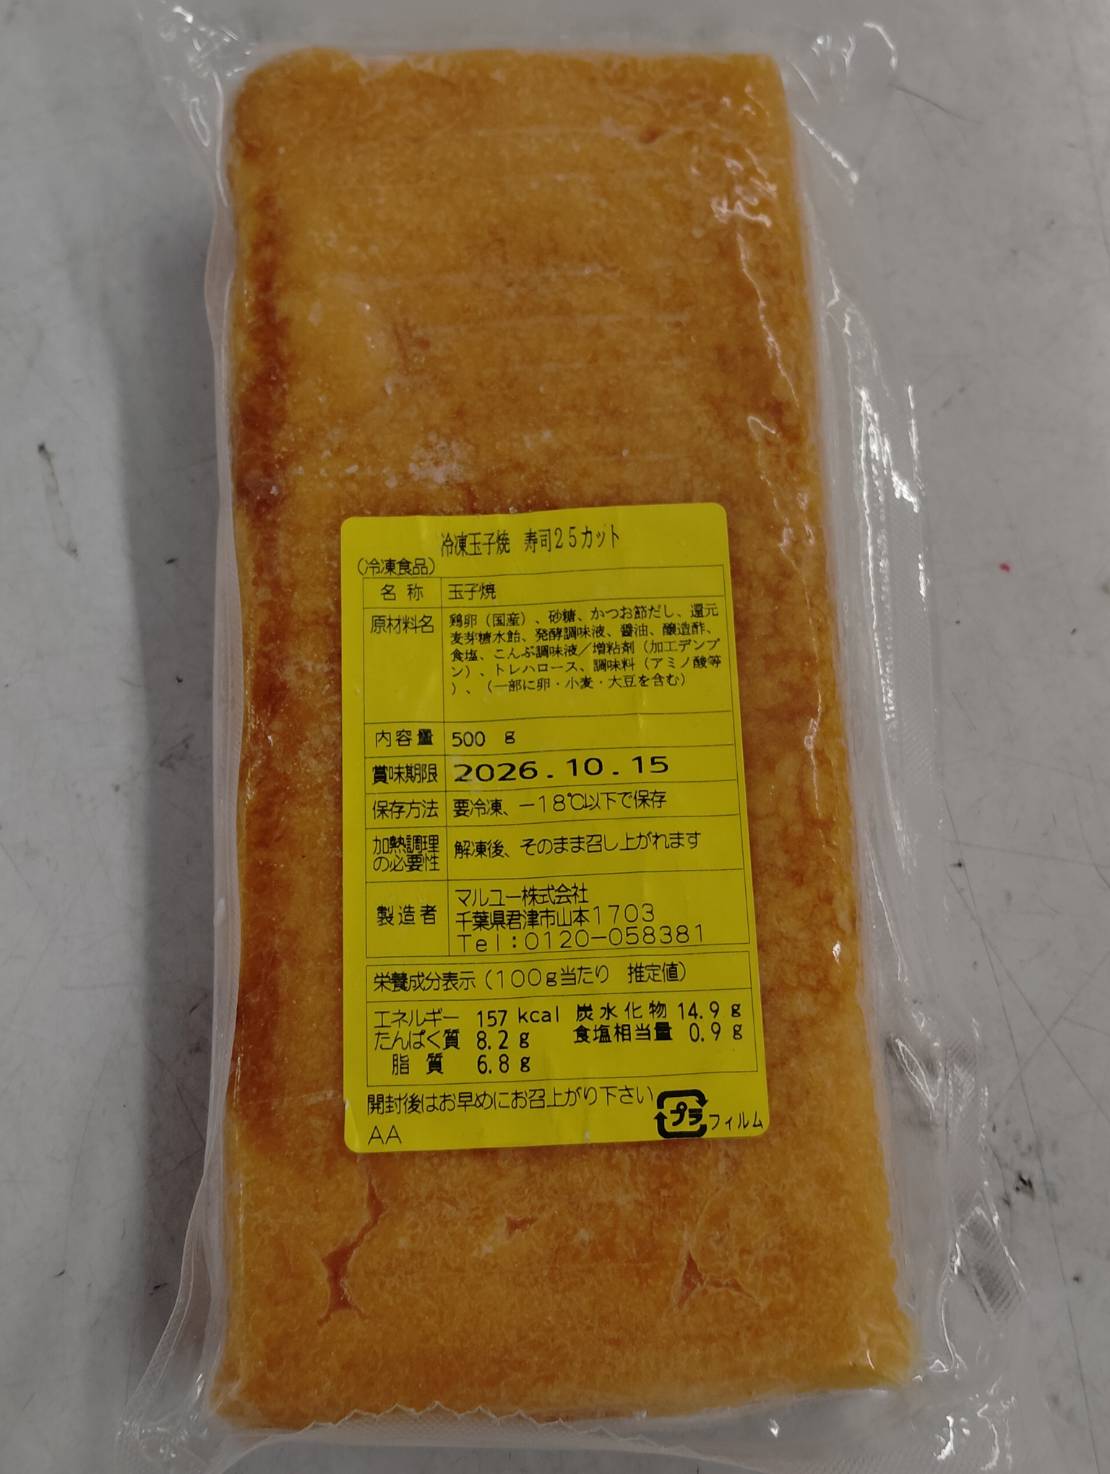 冷凍玉子焼 寿司25カット
(冷凍食品)
名称 玉子焼
原材料名 鶏卵(国産)、砂糖、かつお節だし、還元
麦芽糖水飴、発酵調味液、醤油、醸造酢、
食塩、こんぶ調味液/増粘剤(加工デンプ
ン)、トレハロース、調味料(アミノ酸等
)、(一部に卵・小麦・大豆を含む)
内容量 500 g
賞味期限 2026.10.15
保存方法 要冷凍、-18℃以下で保存
加熱調理
の必要性 解凍後、そのまま召し上がれます
製造者 マルユー株式会社
千葉県君津市山本1703
Tel:0120-058381
栄養成分表示(100g当たり 推定値)
エネルギー 157 kcal 炭水化物 14.9 g
たんぱく質 8.2 g 食塩相当量 0.9 g
脂質 6.8 g
開封後はお早めにお召上がり下さい
AA
プラ フィルム